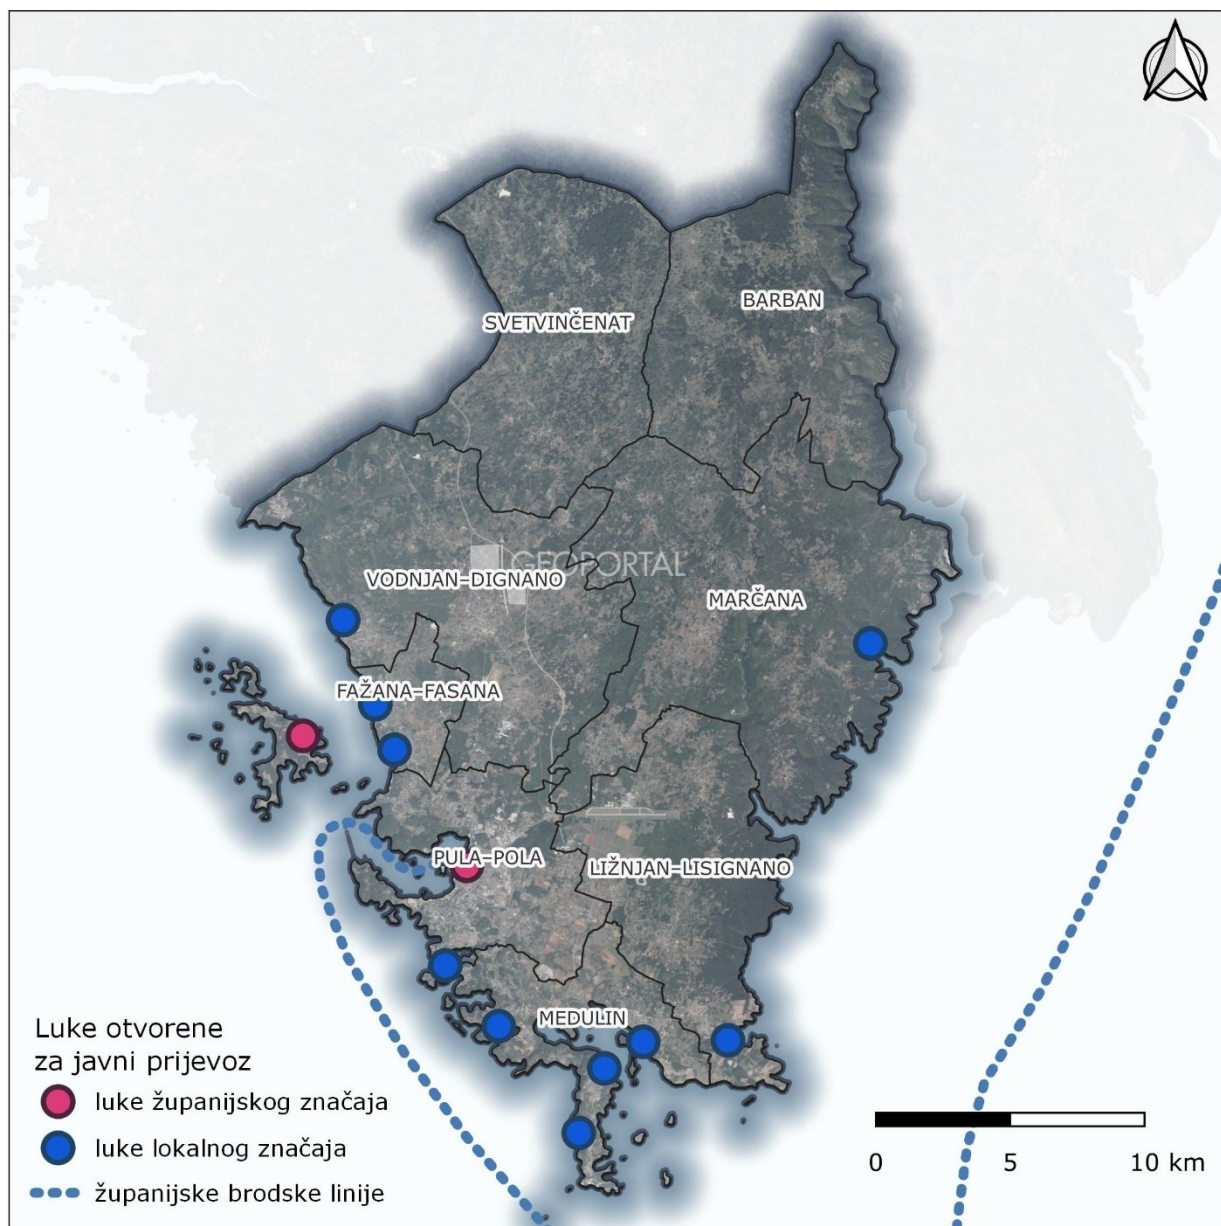 BARBAN
SVETVINČENAT
GEOPORTAL
VODNJAN–DIGNANO
MARČANA
FAŽANA–FASANA
PULA–POLA
LIŽNJAN–LISIGNANO
MEDULIN
Luke otvorene
za javni prijevoz
luke županijskog značaja
luke lokalnog značaja
županijske brodske linije
0 5 10 km